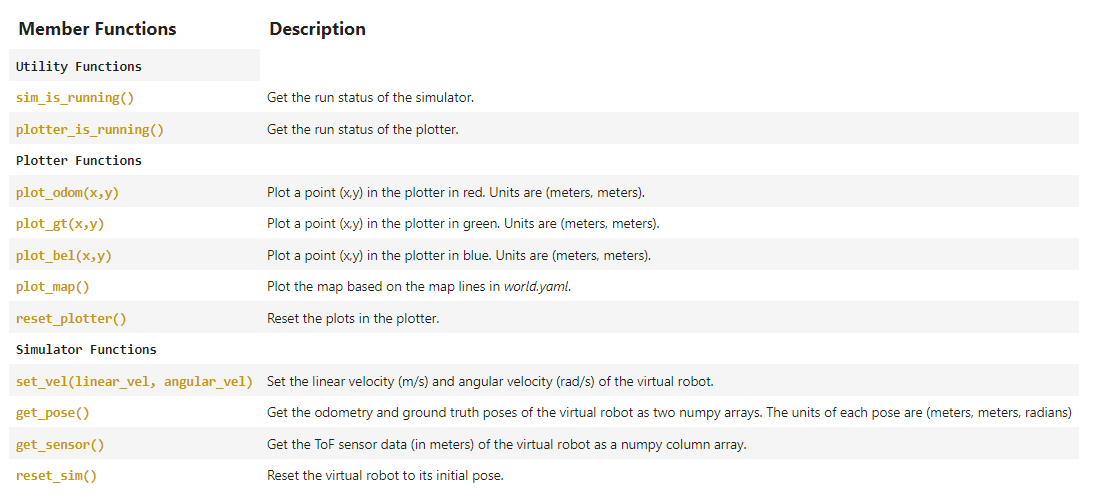 Member Functions Description
Utility Functions
sim_is_running() Get the run status of the simulator.
plotter_is_running() Get the run status of the plotter.
Plotter Functions
plot_odom(x,y) Plot a point (x,y) in the plotter in red. Units are (meters, meters).
plot_gt(x,y) Plot a point (x,y) in the plotter in green. Units are (meters, meters).
plot_bel(x,y) Plot a point (x,y) in the plotter in blue. Units are (meters, meters).
plot_map() Plot the map based on the map lines in world.yaml.
reset_plotter() Reset the plots in the plotter.
Simulator Functions
set_vel(linear_vel, angular_vel) Set the linear velocity (m/s) and angular velocity (rad/s) of the virtual robot.
get_pose() Get the odometry and ground truth poses of the virtual robot as two numpy arrays. The units of each pose are (meters, meters, radians)
get_sensor() Get the ToF sensor data (in meters) of the virtual robot as a numpy column array.
reset_sim() Reset the virtual robot to its initial pose.